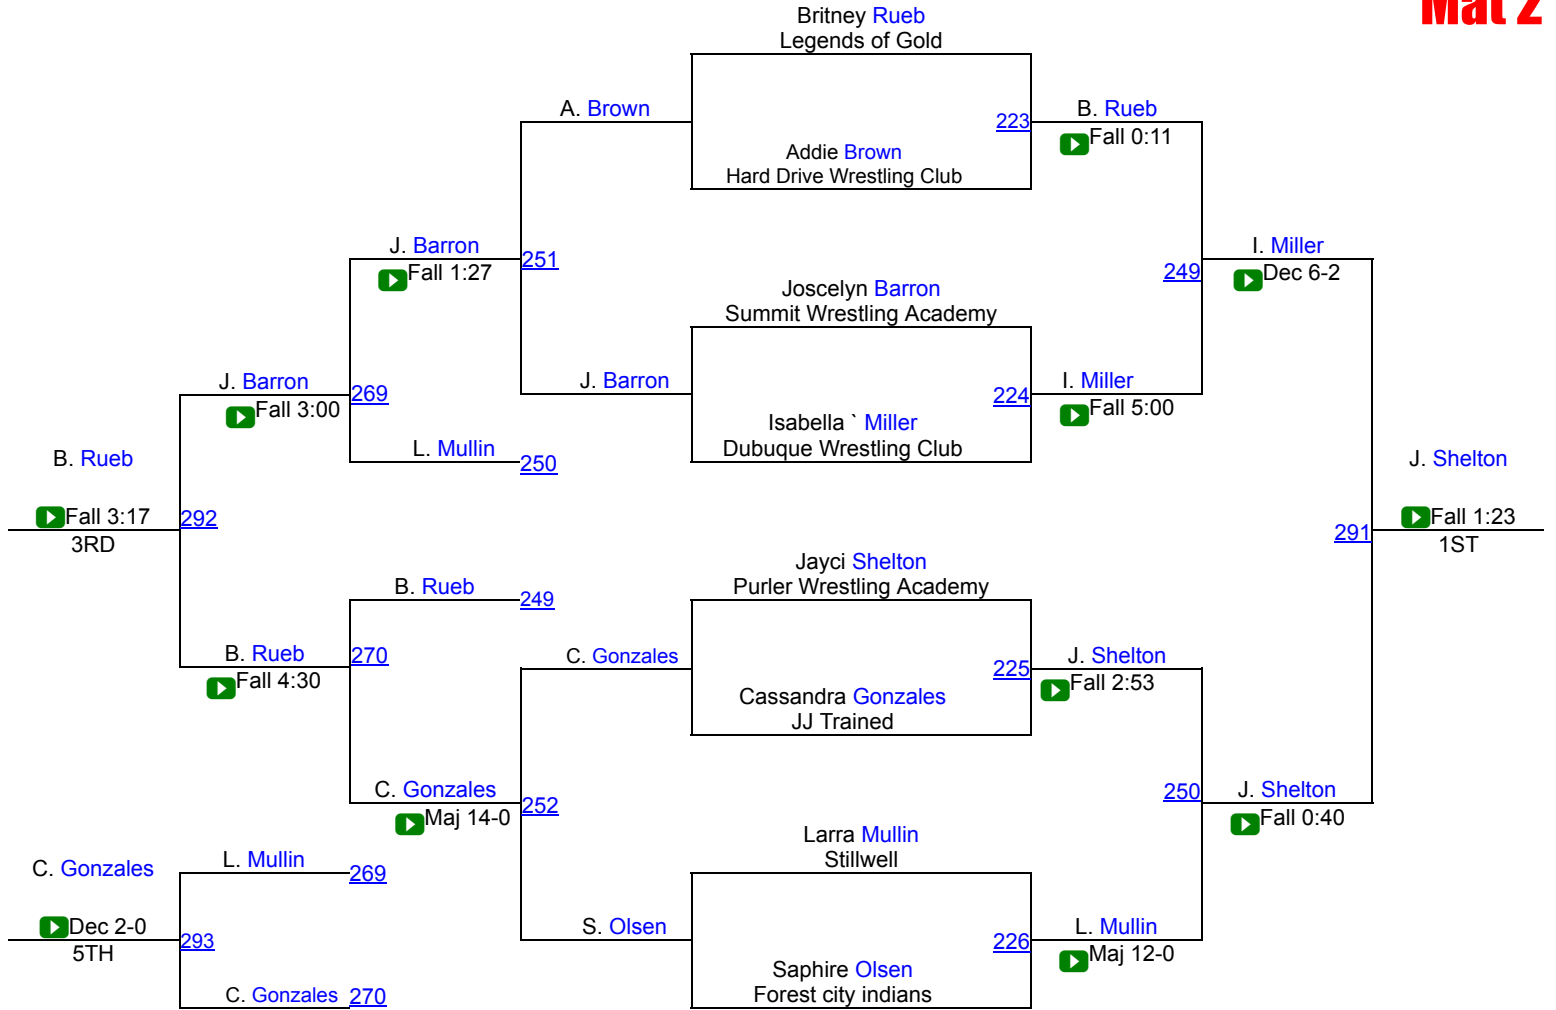 Mat 2
Britney Rueb
Legends of Gold
A. Brown
223
B. Rueb
Fall 0:11
Addie Brown
Hard Drive Wrestling Club
J. Barron
Fall 1:27
251
249
I. Miller
Dec 6-2
Joscelyn Barron
Summit Wrestling Academy
J. Barron
Fall 3:00
269
J. Barron
224
I. Miller
Fall 5:00
Isabella ` Miller
Dubuque Wrestling Club
L. Mullin
250
B. Rueb
Fall 3:17
3RD
292
J. Shelton
Fall 1:23
1ST
291
Jayci Shelton
Purler Wrestling Academy
B. Rueb
249
B. Rueb
Fall 4:30
270
C. Gonzales
225
J. Shelton
Fall 2:53
Cassandra Gonzales
JJ Trained
C. Gonzales
Maj 14-0
252
250
J. Shelton
Fall 0:40
Larra Mullin
Stillwell
C. Gonzales
Dec 2-0
5TH
L. Mullin
269
293
S. Olsen
226
L. Mullin
Maj 12-0
Saphire Olsen
Forest city indians
C. Gonzales
270